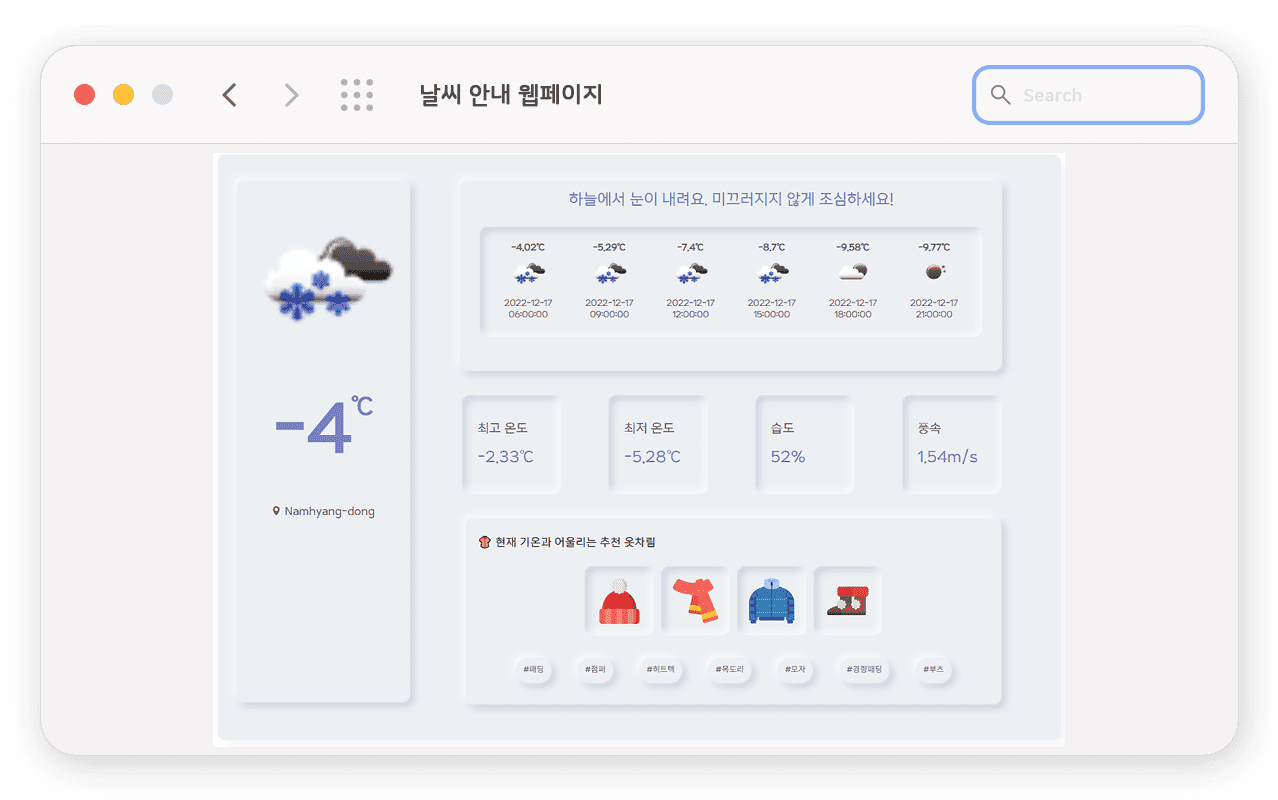 날씨 안내 웹페이지
Search
하늘에서 눈이 내려요. 미끄러지지 않게 조심하세요!
-4.02℃ -5.29℃ -7.4℃ -8.7℃ -9.58℃ -9.77℃
2022-12-17 2022-12-17 2022-12-17 2022-12-17 2022-12-17 2022-12-17
06:00:00 09:00:00 12:00:00 15:00:00 18:00:00 21:00:00
-4℃
Namhyang-dong
최고 온도 최저 온도 습도 풍속
-2.33℃ -5.28℃ 52% 1.54m/s
현재 기온과 어울리는 추천 옷차림
#패딩 #점퍼 #히트텍 #목도리 #모자 #경량패딩 #부츠